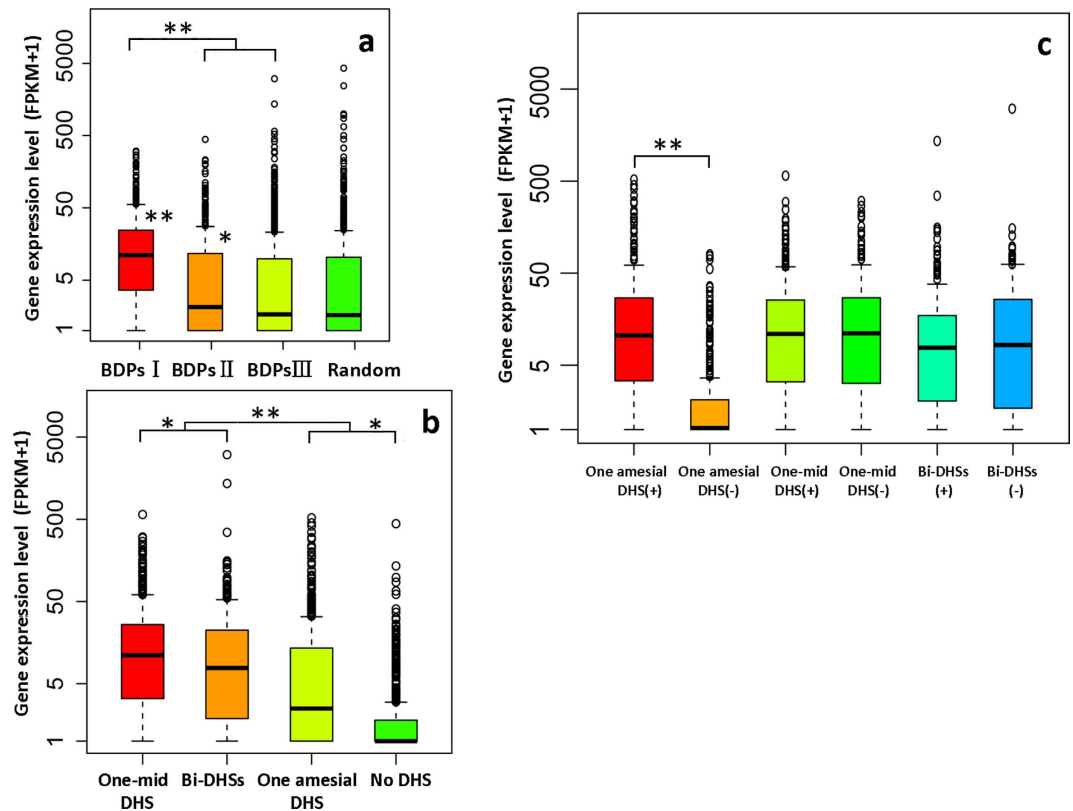 a
Gene expression level (FPKM+1)
5000
500
50
5
1
**
**
*
BDPs Ⅰ BDPs Ⅱ BDPsⅢ Random
b
Gene expression level (FPKM+1)
5000
500
50
5
1
*
**
*
One-mid DHS
Bi-DHSs
One amesial DHS
No DHS
c
Gene expression level (FPKM+1)
5000
500
50
5
1
**
One amesial DHS(+)
One amesial DHS(-)
One-mid DHS(+)
One-mid DHS(-)
Bi-DHSs (+)
Bi-DHSs (-)